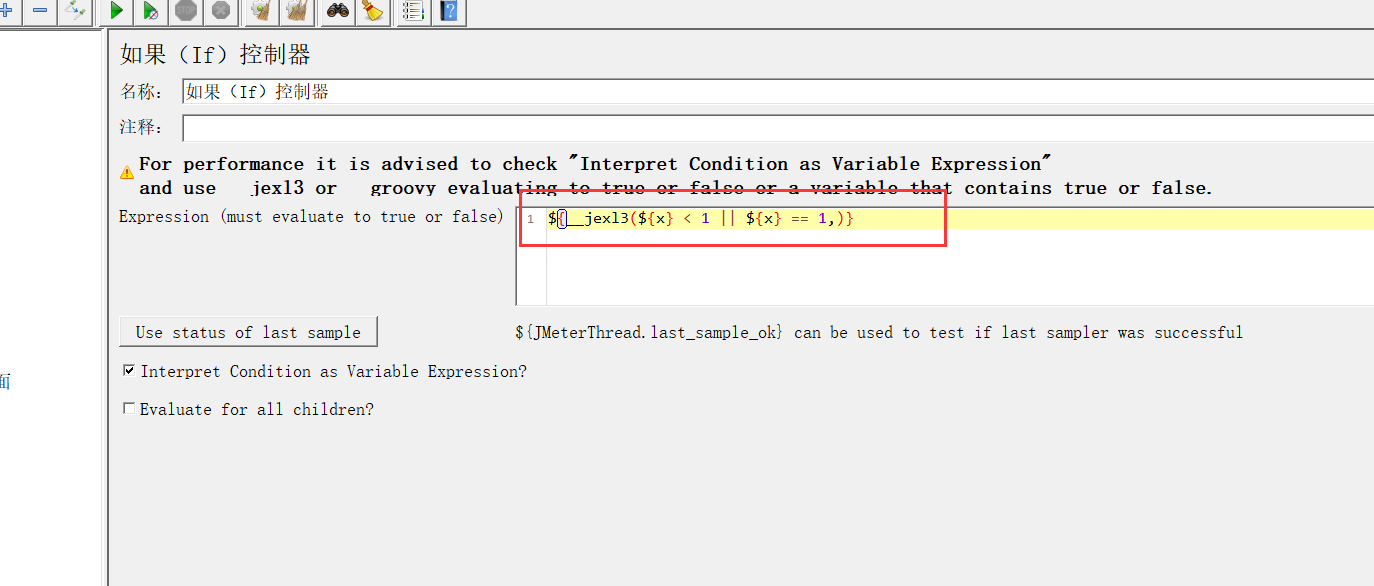 STOP
?
如果（If）控制器
名称： 如果（If）控制器
注释：
For performance it is advised to check "Interpret Condition as Variable Expression"
and use __jexl3 or __groovy evaluating to true or false or a variable that contains true or false.
Expression (must evaluate to true or false)
1 ${__jexl3(${x} < 1 || ${x} == 1,)}
Use status of last sample
${JMeterThread.last_sample_ok} can be used to test if last sampler was successful
面
Interpret Condition as Variable Expression?
Evaluate for all children?